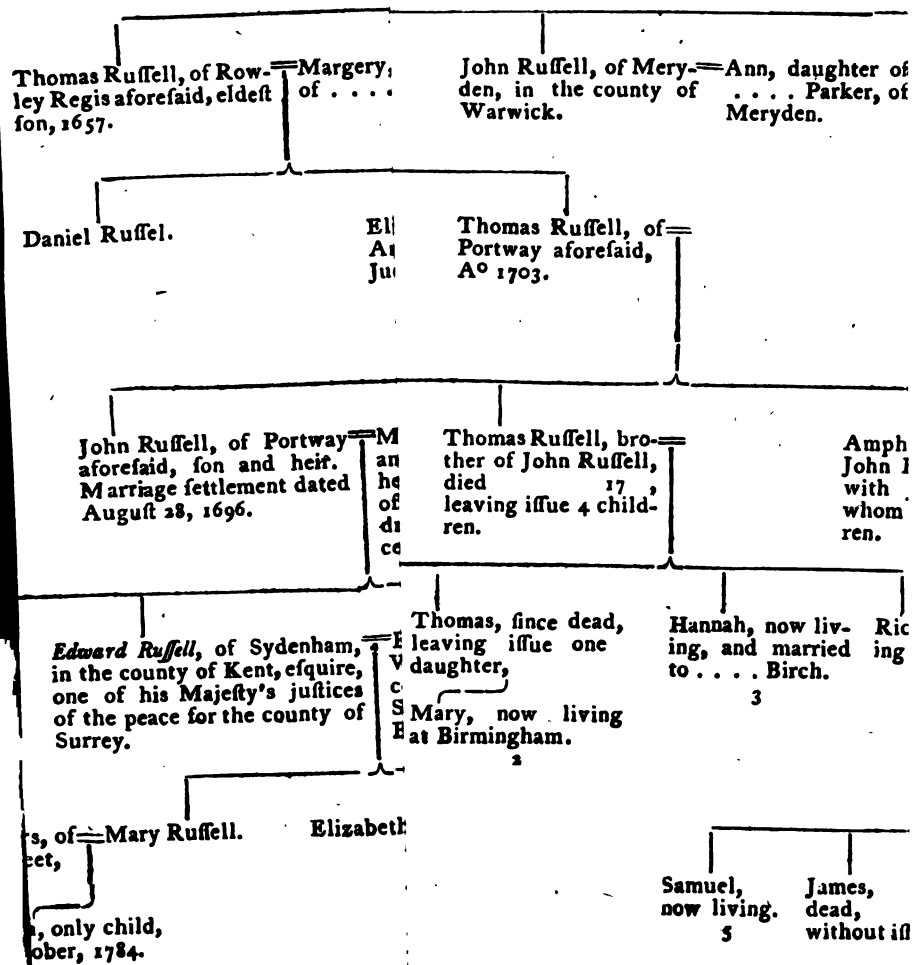 Thomas Ruſſell, of Row-
ley Regis aforeſaid, eldeſt
ſon, 1657.
Margery,
of . . . .
John Ruſſell, of Mery-
den, in the county of
Warwick.
Ann, daughter of
. . . . Parker, of
Meryden.
Daniel Ruſſel.
Thomas Ruſſell, of
Portway aforeſaid,
Aº 1703.
John Ruſſell, of Portway
aforeſaid, ſon and heir.
Marriage ſettlement dated
Auguſt 28, 1696.
Thomas Ruſſell, bro-
ther of John Ruſſell,
died 17 ,
leaving iſſue 4 child-
ren.
John
with
whom
ren.
Edward Ruſſell, of Sydenham,
in the county of Kent, eſquire,
one of his Majeſty's juſtices
of the peace for the county of
Surrey.
Thomas, ſince dead,
leaving iſſue one
daughter,
Mary, now living
at Birmingham.
2
Hannah, now liv-
ing, and married
to . . . . Birch.
3
Ric
ing
s, of
eet,
Mary Ruſſell.
Elizabeth
, only child,
ober, 1784.
Samuel,
now living.
5
James,
dead,
without iſſ